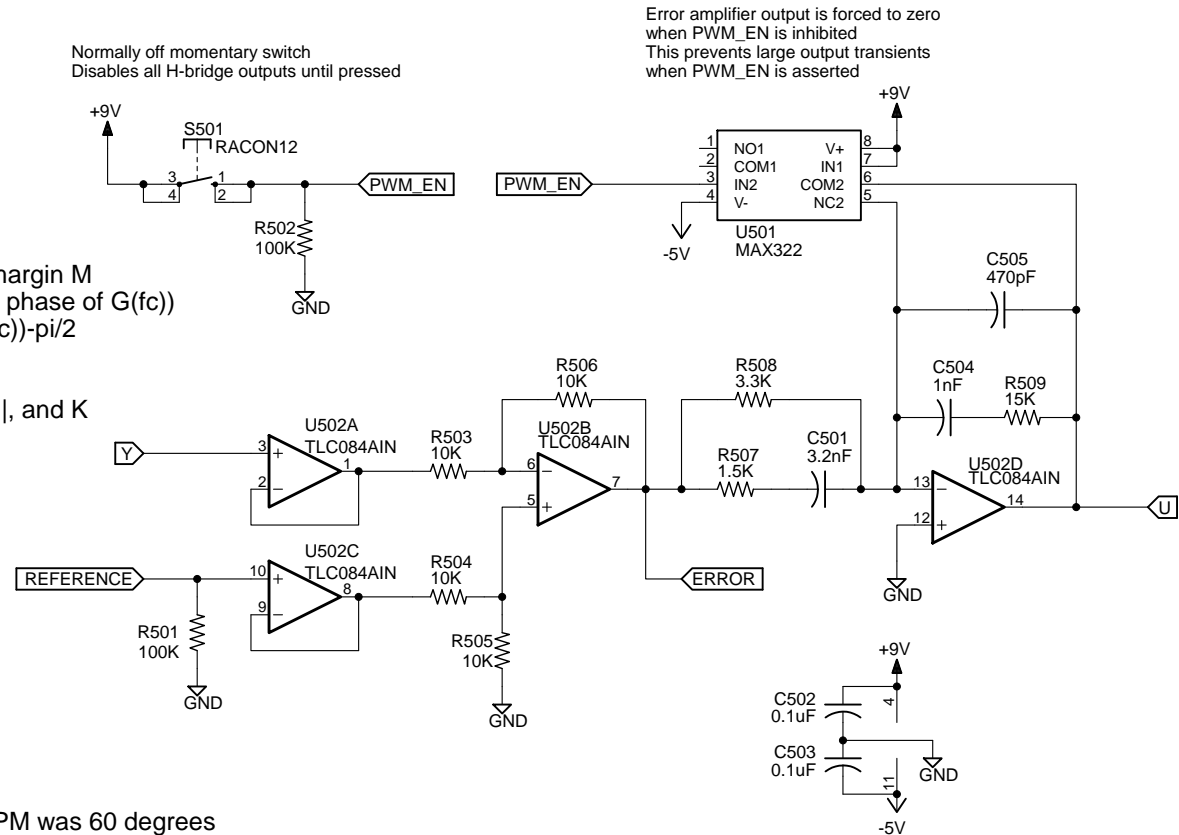 Error amplifier output is forced to zero
when PWM_EN is inhibited
This prevents large output transients
when PWM_EN is asserted
Normally off momentary switch
Disables all H-bridge outputs until pressed
+9V
S501
RACON12
3
4
1
2
PWM_EN
R502
100K
GND
PWM_EN
+9V
1
2
3
4
NO1
COM1
IN2
V-
V+
IN1
COM2
NC2
8
7
6
5
-5V
U501
MAX322
C505
470pF
argin M
phase of G(fc))
c))-pi/2
|, and K
C504
1nF
R509
15K
R506
10K
R508
3.3K
Y
3
+
2
-
1
U502A
TLC084AIN
R503
10K
U502B
TLC084AIN
6
-
5
+
7
R507
1.5K
C501
3.2nF
13
-
12
+
14
U502D
TLC084AIN
U
GND
REFERENCE
R501
100K
GND
10
+
9
-
8
U502C
TLC084AIN
R504
10K
R505
10K
GND
ERROR
+9V
4
C502
0.1uF
C503
0.1uF
GND
11
-5V
PM was 60 degrees